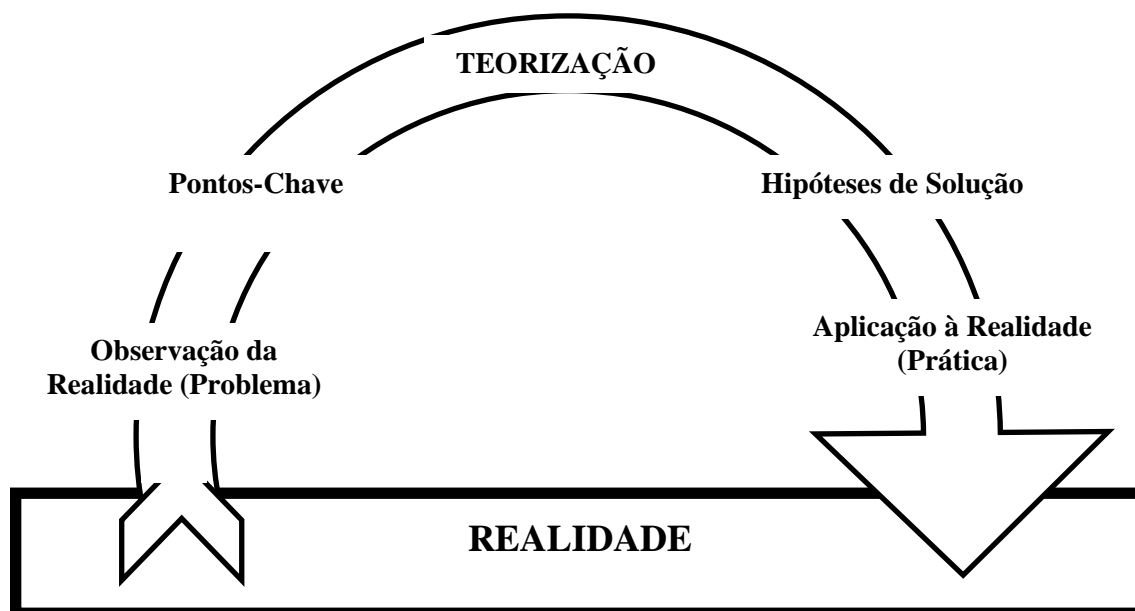 TEORIZAÇÃO
Pontos-Chave
Hipóteses de Solução
Observação da
Realidade (Problema)
Aplicação à Realidade
(Prática)
REALIDADE